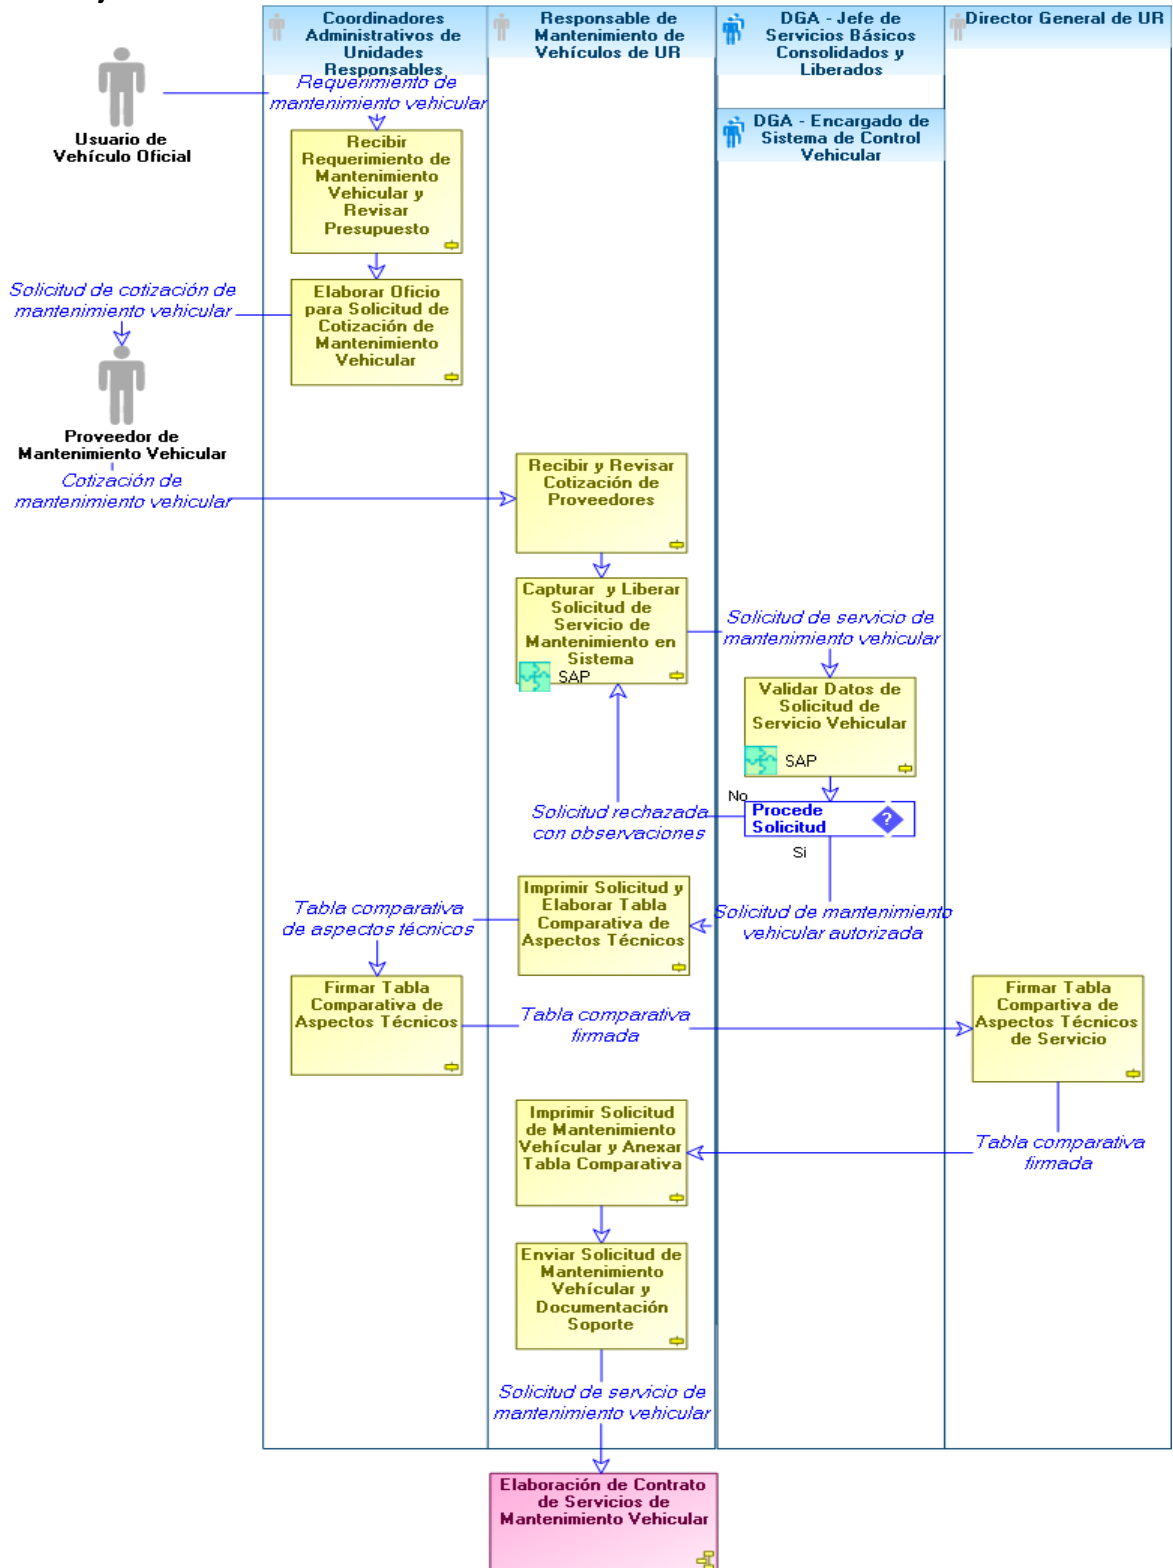 Coordinadores
Administrativos de
Unidades
Responsables
Responsable de
Mantenimiento de
Vehículos de UR
DGA - Jefe de
Servicios Básicos
Consolidados y
Liberados
Director General de UR
DGA - Encargado de
Sistema de Control
Vehicular
Usuario de
Vehículo Oficial
Requerimiento de
mantenimiento vehicular
Recibir
Requerimiento de
Mantenimiento
Vehicular y
Revisar
Presupuesto
Elaborar Oficio
para Solicitud de
Cotización de
Mantenimiento
Vehicular
Solicitud de cotización de
mantenimiento vehicular
Proveedor de
Mantenimiento Vehicular
Cotización de
mantenimiento vehicular
Recibir y Revisar
Cotización de
Proveedores
Capturar y Liberar
Solicitud de
Servicio de
Mantenimiento en
Sistema
SAP
Solicitud de servicio de
mantenimiento vehicular
Validar Datos de
Solicitud de
Servicio Vehicular
SAP
No
Procede
Solicitud
?
Si
Solicitud rechazada
con observaciones
Solicitud de mantenimiento
vehicular autorizada
Imprimir Solicitud y
Elaborar Tabla
Comparativa de
Aspectos Técnicos
Tabla comparativa
de aspectos técnicos
Firmar Tabla
Comparativa de
Aspectos Técnicos
Tabla comparativa
firmada
Firmar Tabla
Compartiva de
Aspectos Técnicos
de Servicio
Tabla comparativa
firmada
Imprimir Solicitud
de Mantenimiento
Vehícular y Anexar
Tabla Comparativa
Enviar Solicitud de
Mantenimiento
Vehícular y
Documentación
Soporte
Solicitud de servicio de
mantenimiento vehicular
Elaboración de Contrato
de Servicios de
Mantenimiento Vehicular